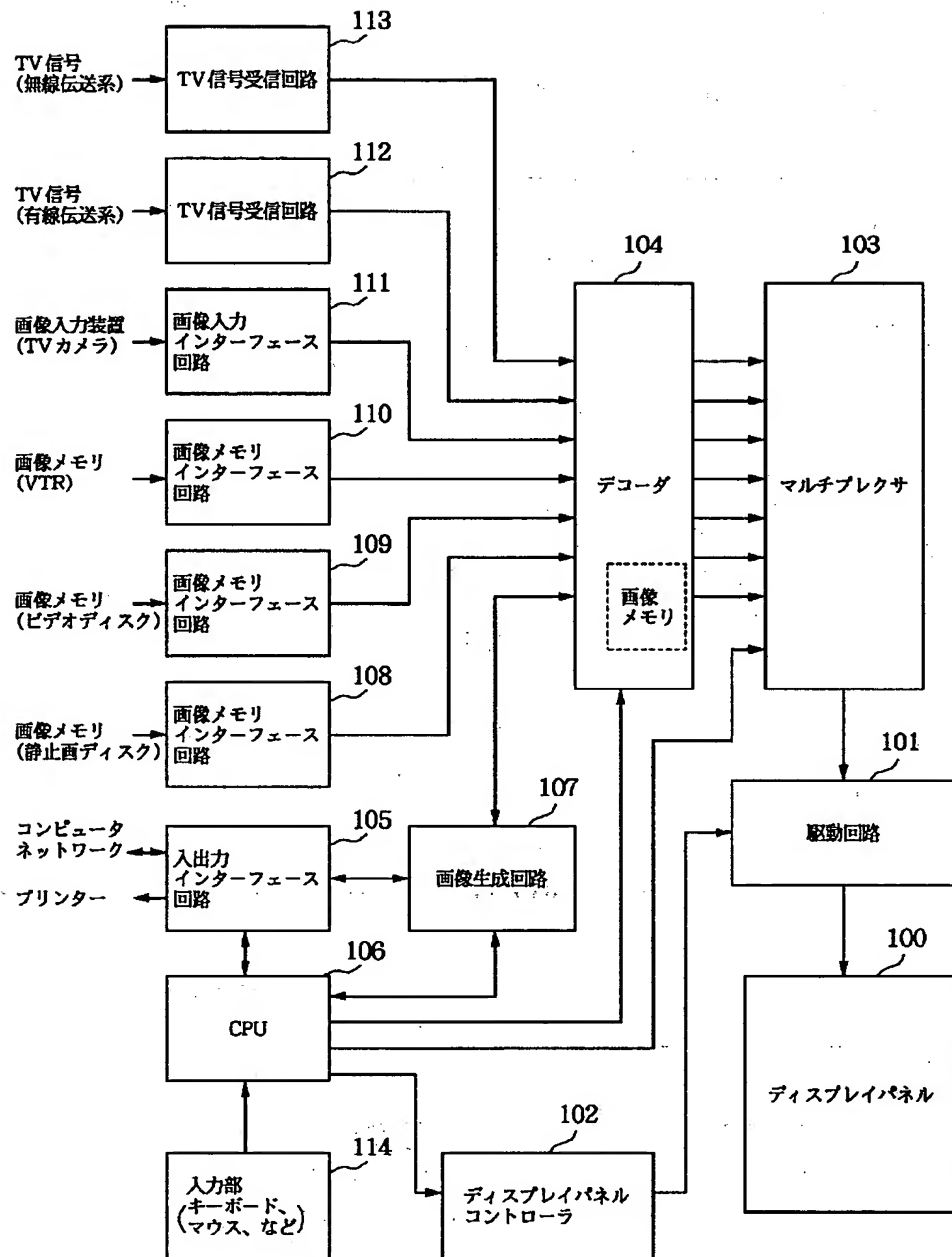 113
TV信号
(無線伝送系)
TV信号受信回路
112
TV信号
(有線伝送系)
TV信号受信回路
104
103
111
画像入力装置
(TVカメラ)
画像入力
インターフェース
回路
110
画像メモリ
(VTR)
画像メモリ
インターフェース
回路
デコーダ
マルチプレクサ
109
画像メモリ
(ビデオディスク)
画像メモリ
インターフェース
回路
画像
メモリ
108
画像メモリ
(静止画ディスク)
画像メモリ
インターフェース
回路
101
107
105
コンピュータ
ネットワーク
プリンター
入出力
インターフェース
回路
画像生成回路
駆動回路
106
100
CPU
ディスプレイパネル
102
114
入力部
(キーボード、
マウス、など)
ディスプレイパネル
コントローラ